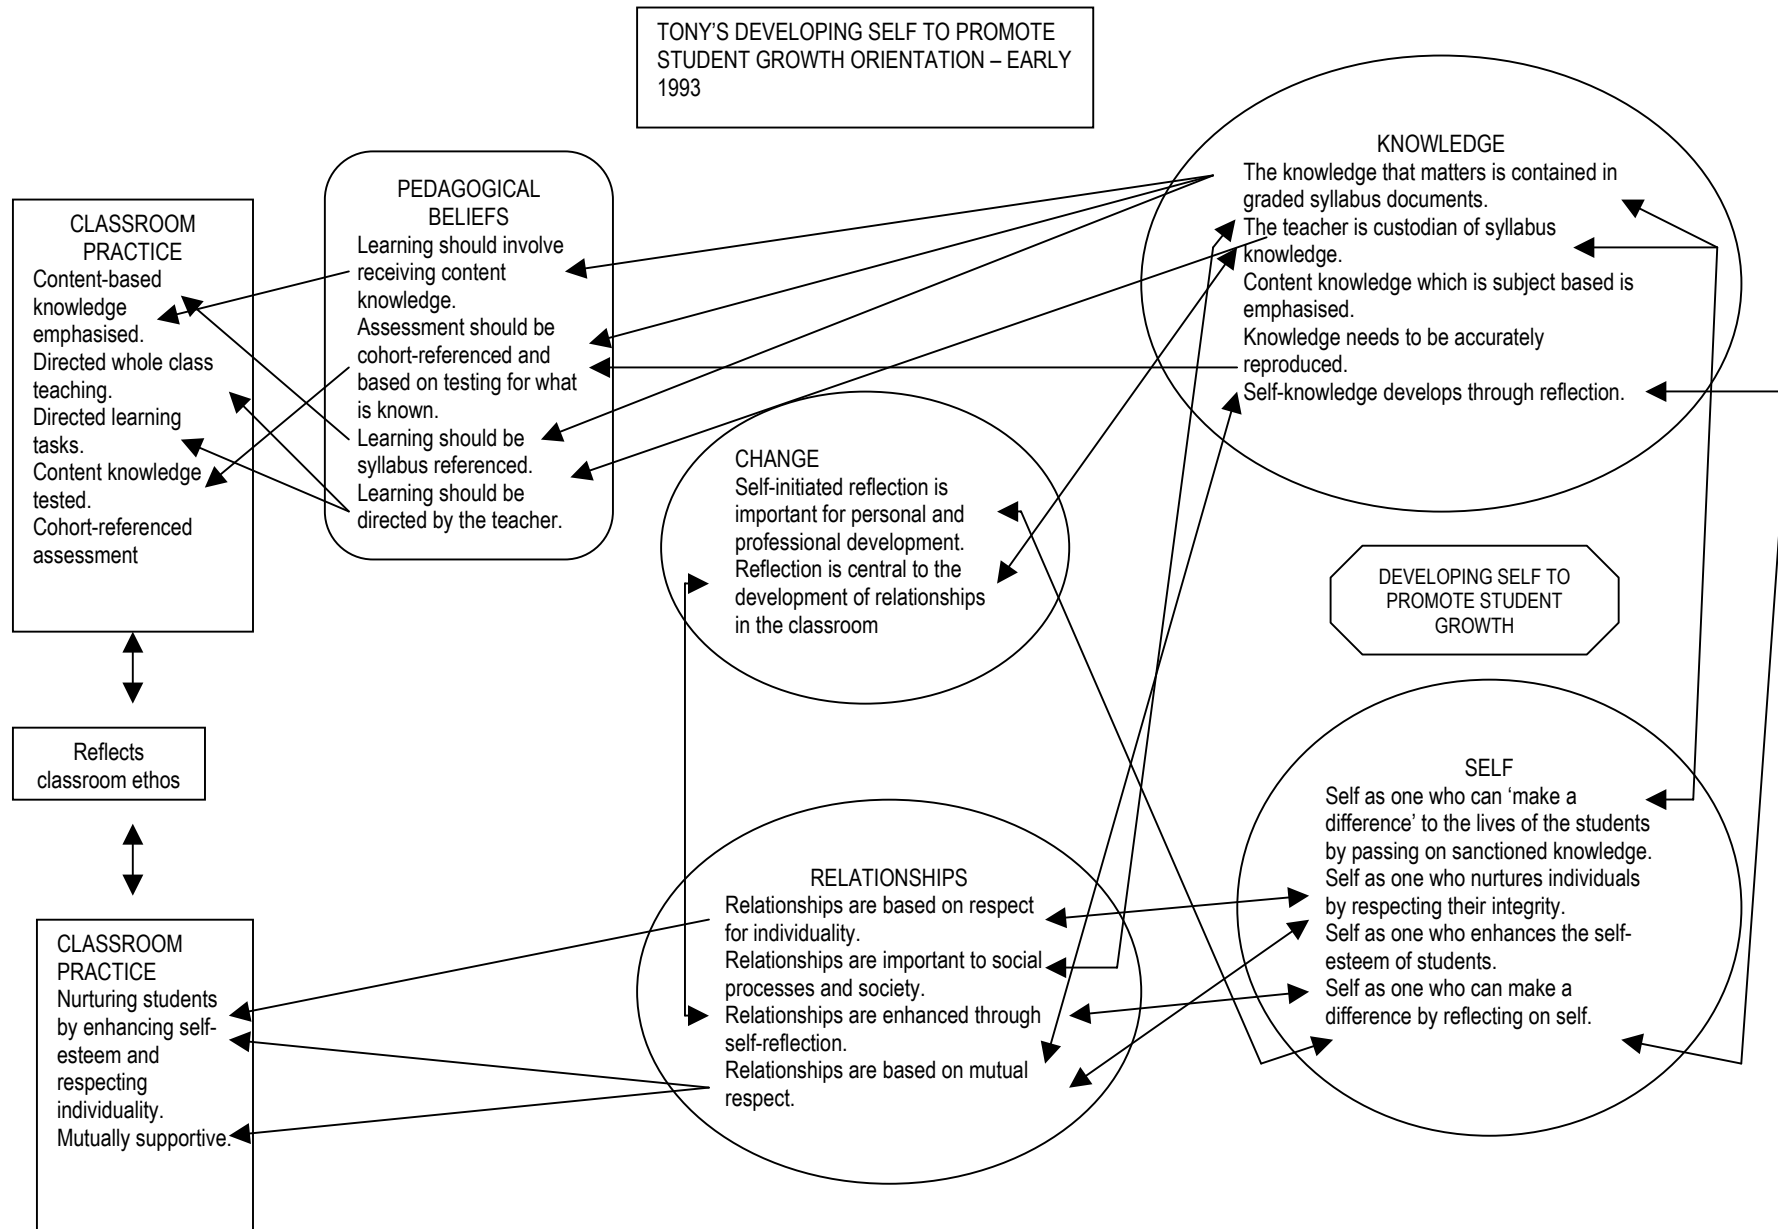 TONY’S DEVELOPING SELF TO PROMOTE
STUDENT GROWTH ORIENTATION – EARLY
1993
CLASSROOM
PRACTICE
Content-based
knowledge
emphasised.
Directed whole class
teaching.
Directed learning
tasks.
Content knowledge
tested.
Cohort-referenced
assessment
PEDAGOGICAL
BELIEFS
Learning should involve
receiving content
knowledge.
Assessment should be
cohort-referenced and
based on testing for what
is known.
Learning should be
syllabus referenced.
Learning should be
directed by the teacher.
KNOWLEDGE
The knowledge that matters is contained in
graded syllabus documents.
The teacher is custodian of syllabus
knowledge.
Content knowledge which is subject based is
emphasised.
Knowledge needs to be accurately
reproduced.
Self-knowledge develops through reflection.
CHANGE
Self-initiated reflection is
important for personal and
professional development.
Reflection is central to the
development of relationships
in the classroom
DEVELOPING SELF TO
PROMOTE STUDENT
GROWTH
Reflects
classroom ethos
SELF
Self as one who can ‘make a
difference’ to the lives of the students
by passing on sanctioned knowledge.
Self as one who nurtures individuals
by respecting their integrity.
Self as one who enhances the self-
esteem of students.
Self as one who can make a
difference by reflecting on self.
RELATIONSHIPS
Relationships are based on respect
for individuality.
Relationships are important to social
processes and society.
Relationships are enhanced through
self-reflection.
Relationships are based on mutual
respect.
CLASSROOM
PRACTICE
Nurturing students
by enhancing self-
esteem and
respecting
individuality.
Mutually supportive.